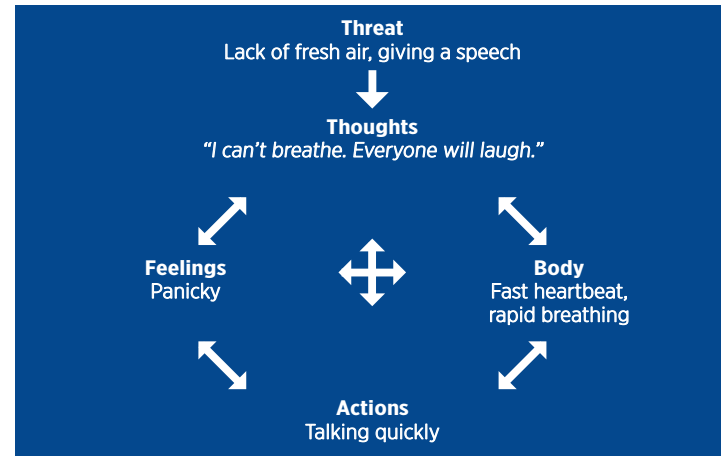 Threat
Lack of fresh air, giving a speech
Thoughts
“I can’t breathe. Everyone will laugh.”
Feelings
Panicky
Body
Fast heartbeat,
rapid breathing
Actions
Talking quickly